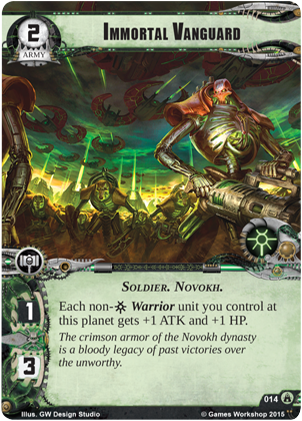 2
ARMY
IMMORTAL VANGUARD
SOLDIER. NOVOKH.
1
Each non- Warrior unit you control at
this planet gets +1 ATK and +1 HP.
The crimson armor of the Novokh dynasty
is a bloody legacy of past victories over
the unworthy.
3
014
Illus. GW Design Studio
© Games Workshop 2015